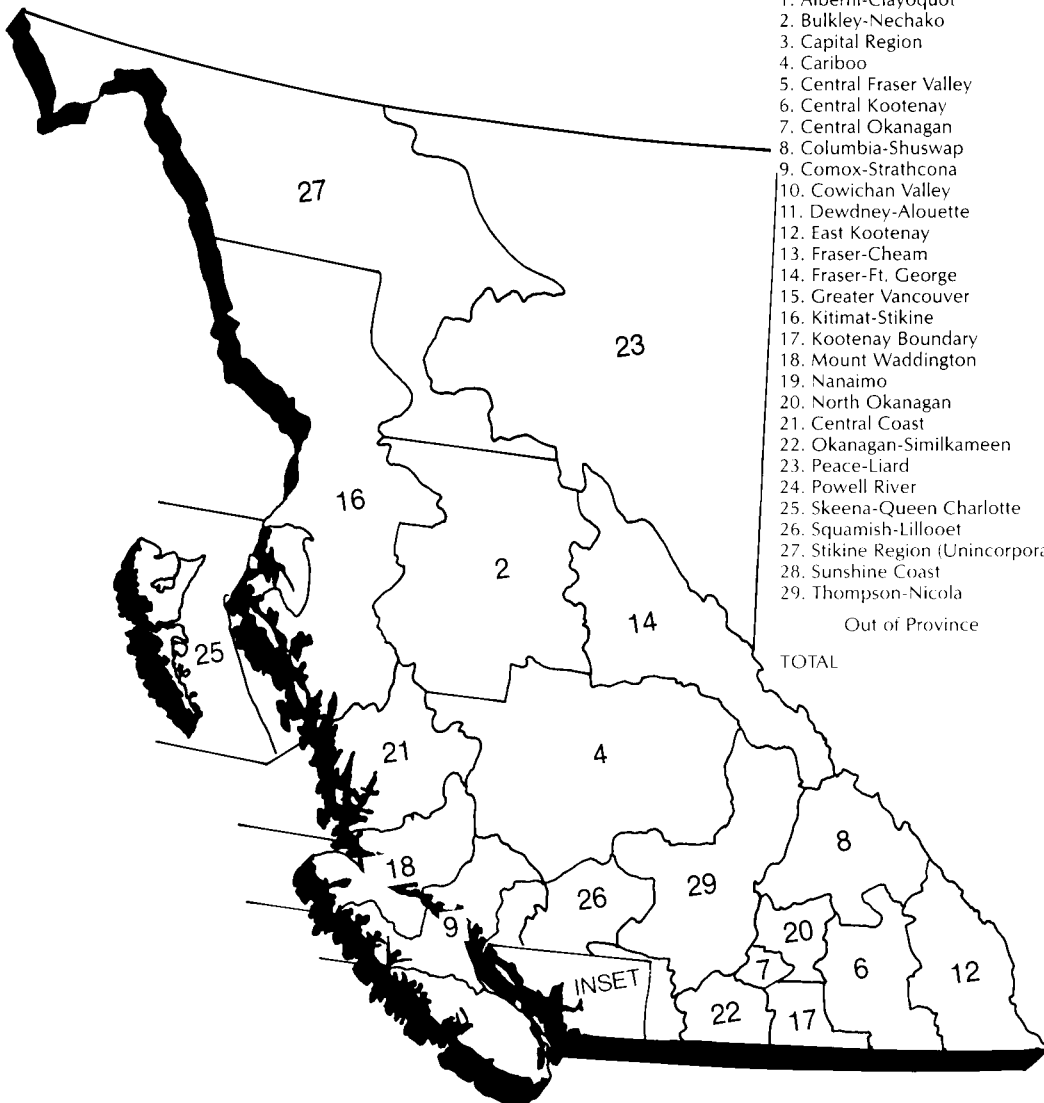 1. Alberni-Clayoquot
2. Bulkley-Nechako
3. Capital Region
4. Cariboo
5. Central Fraser Valley
6. Central Kootenay
7. Central Okanagan
8. Columbia-Shuswap
9. Comox-Strathcona
10. Cowichan Valley
11. Dewdney-Alouette
12. East Kootenay
13. Fraser-Cheam
14. Fraser-Ft. George
15. Greater Vancouver
16. Kitimat-Stikine
17. Kootenay Boundary
18. Mount Waddington
19. Nanaimo
20. North Okanagan
21. Central Coast
22. Okanagan-Similkameen
23. Peace-Liard
24. Powell River
25. Skeena-Queen Charlotte
26. Squamish-Lillooet
27. Stikine Region (Unincorpora
28. Sunshine Coast
29. Thompson-Nicola
Out of Province
TOTAL
27
23
16
2
14
25
21
4
18
8
29
26
9
20
7
6
12
INSET
22
17